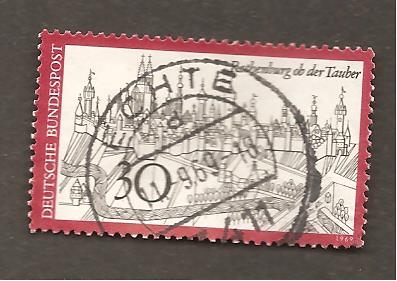 DEUTSCHE BUNDESPOST
Rothenburg ob der Tauber
30
1969